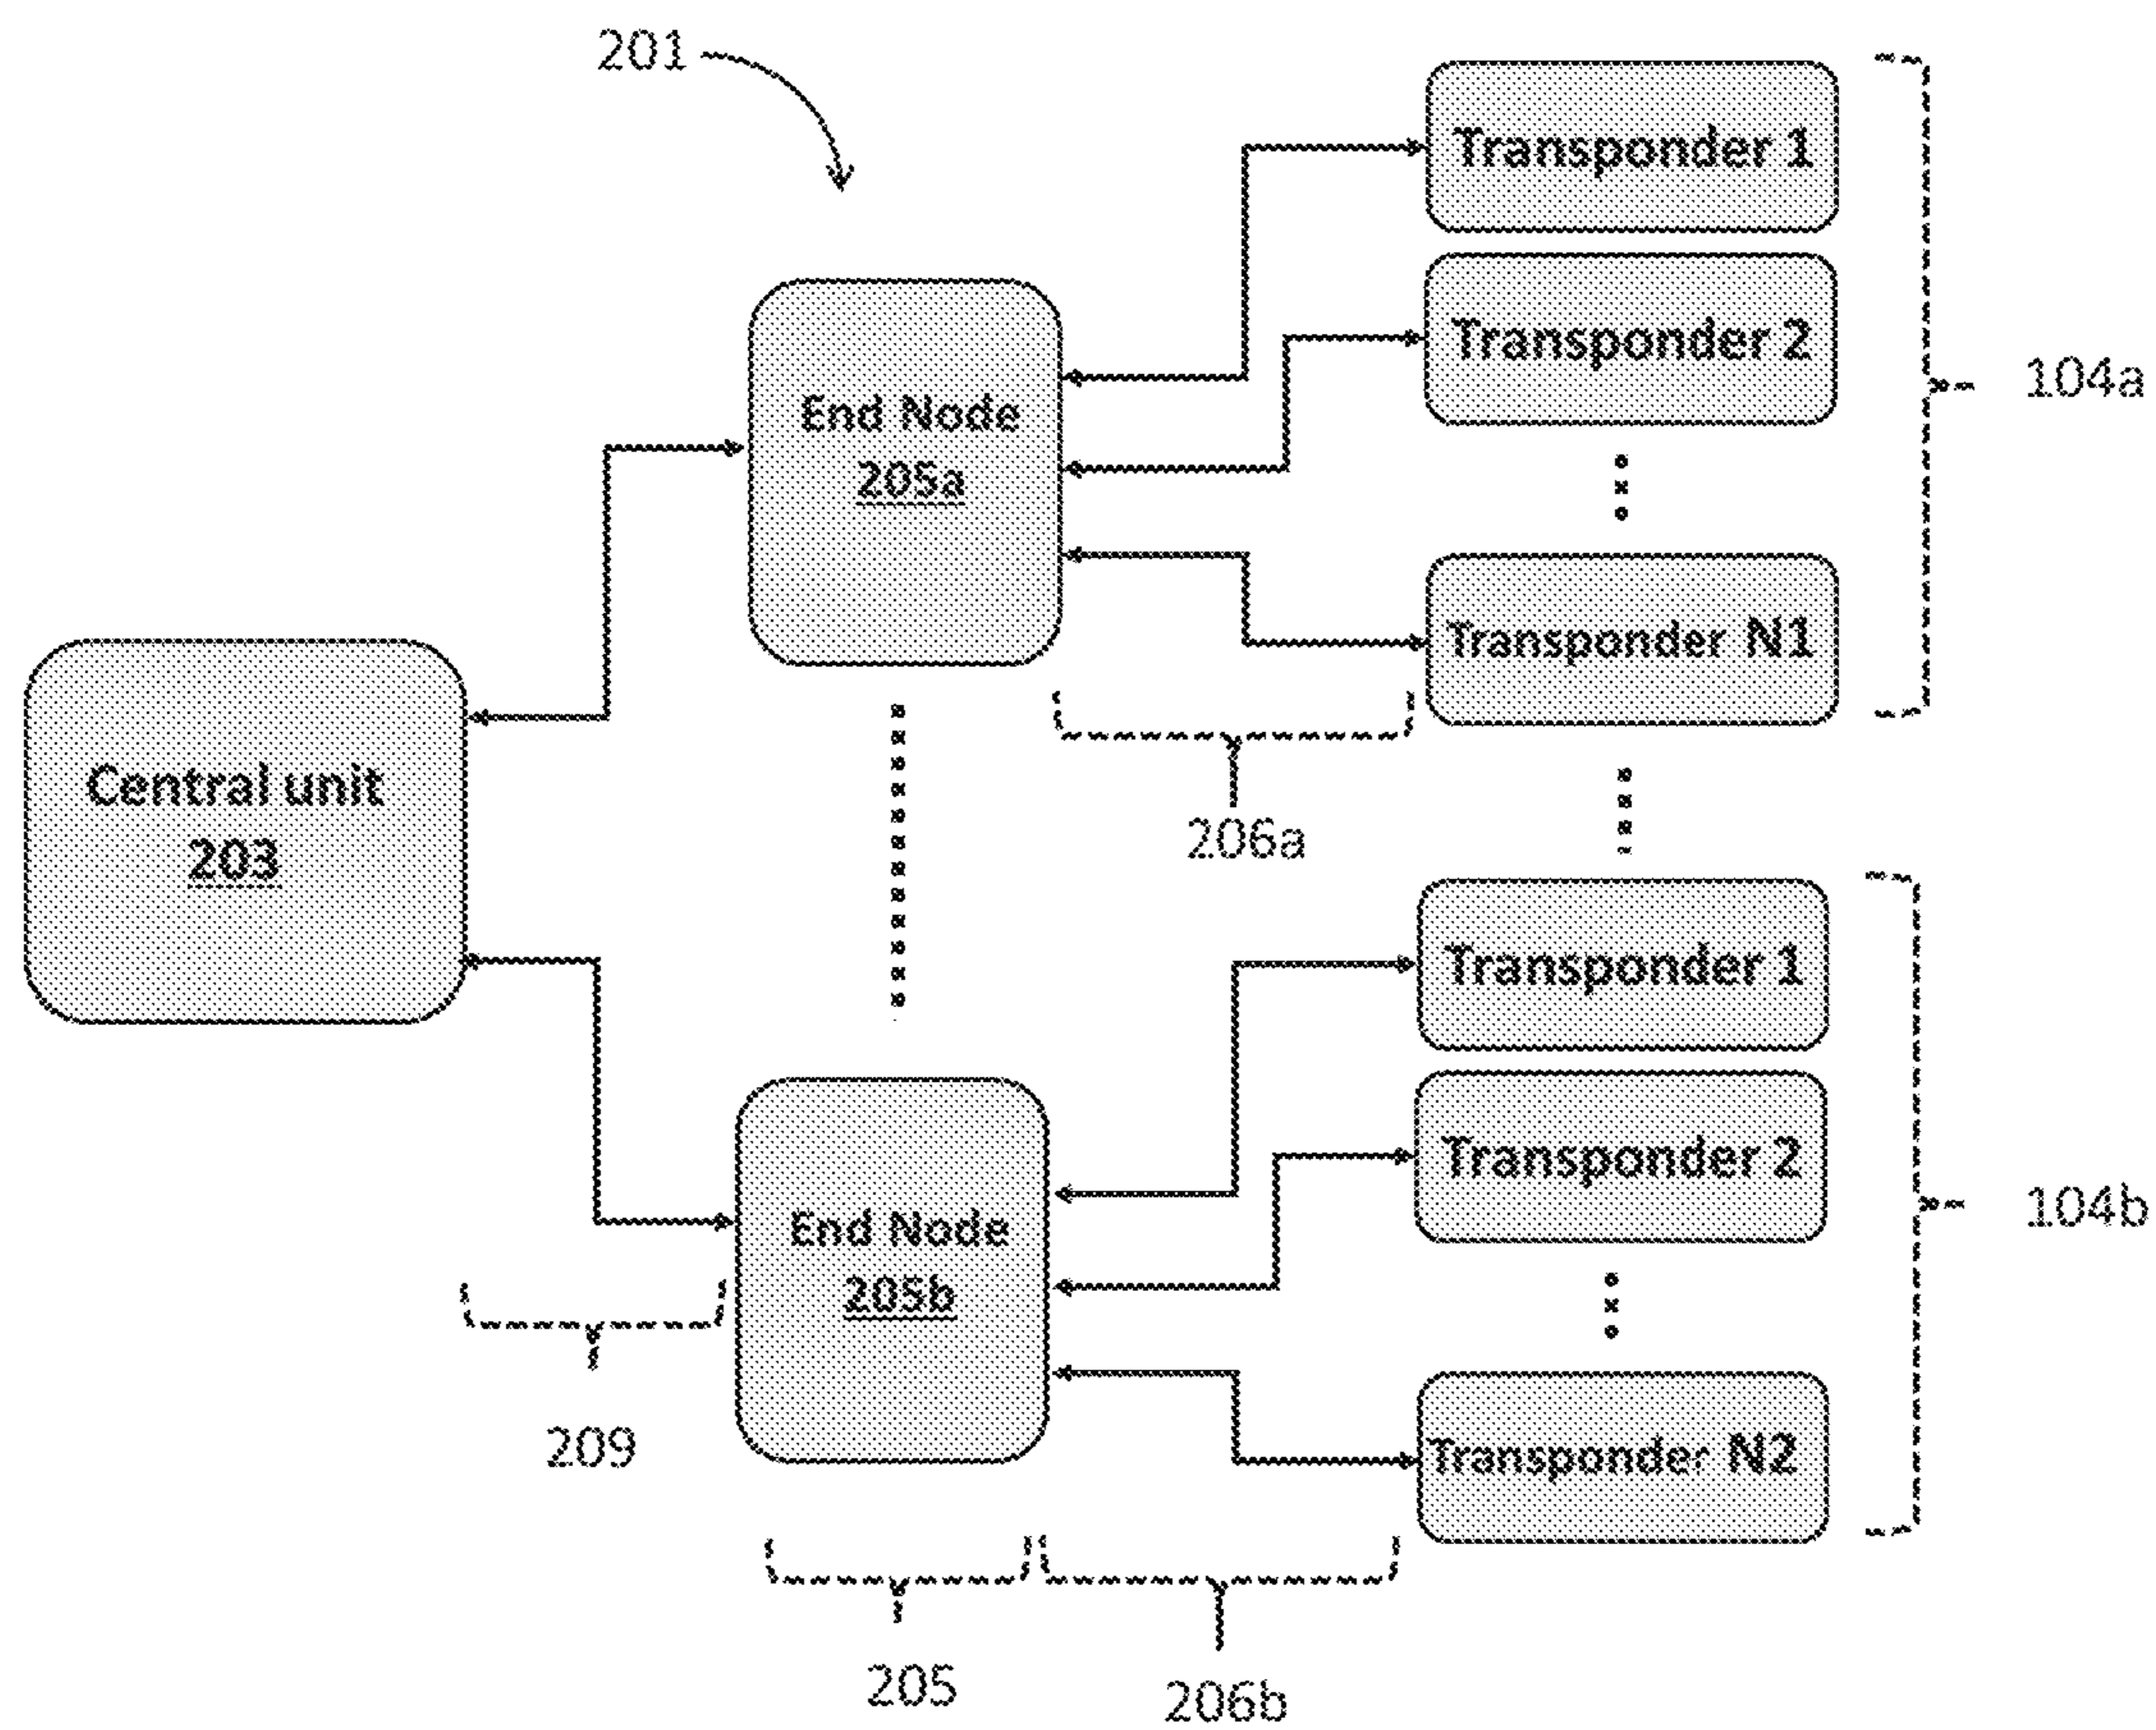 201
Transponder 1
Transponder 2
104a
End Node
205a
Transponder N1
Central unit
203
206a
Transponder 1
Transponder 2
104b
End Node
205b
209
Transponder N2
205
206b